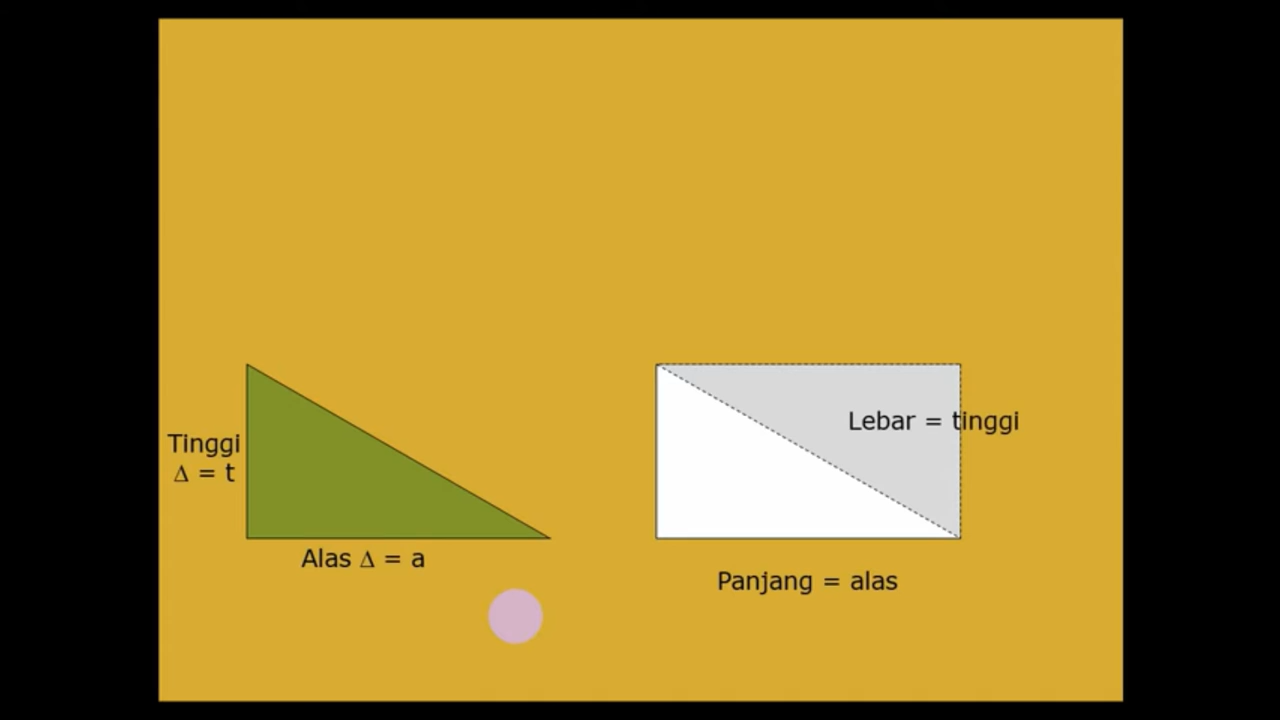 Tinggi
Δ = t
Alas Δ = a
Lebar = tinggi
Panjang = alas